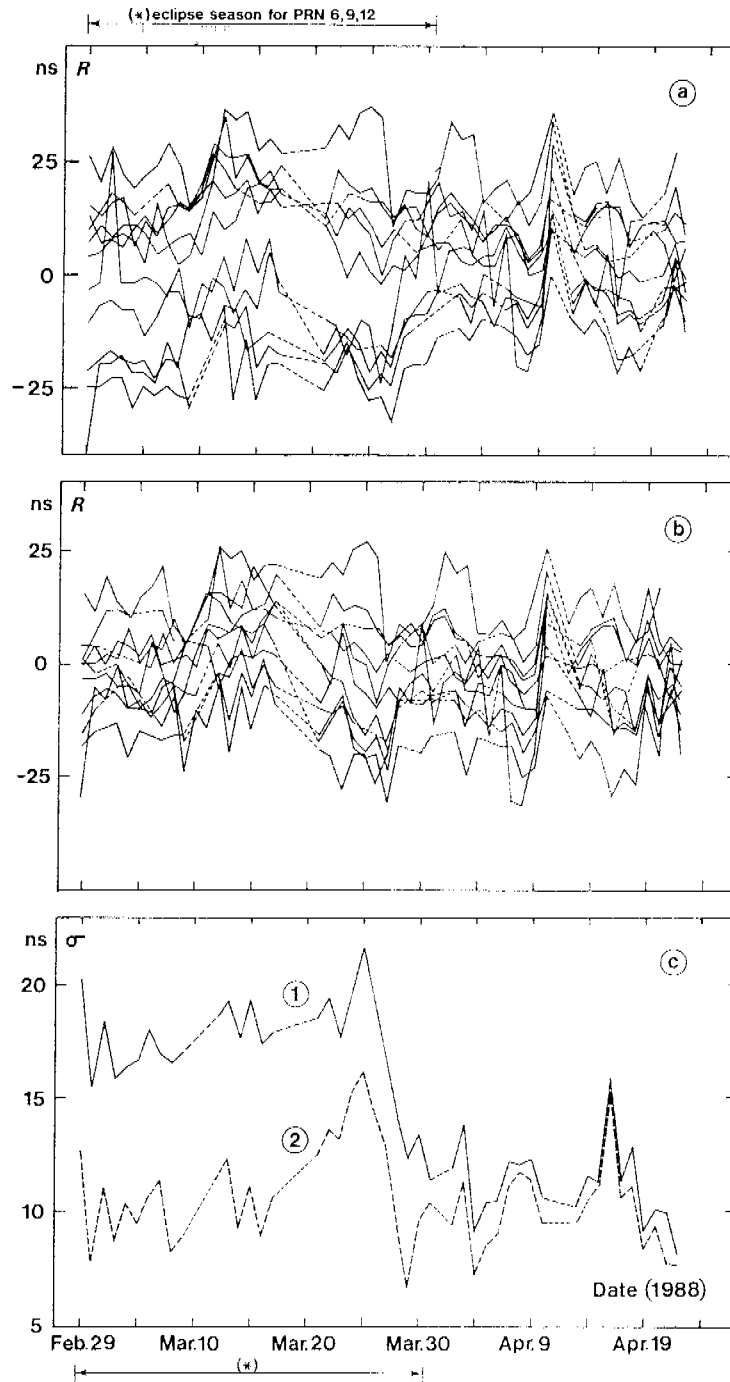 (*) eclipse season for PRN 6,9,12
ns R
a
25
0
-25
ns R
b
25
0
-25
ns σ
c
20
1
15
2
10
Date (1988)
5
Feb.29 Mar.10 Mar.20 Mar.30 Apr.9 Apr.19
(*)